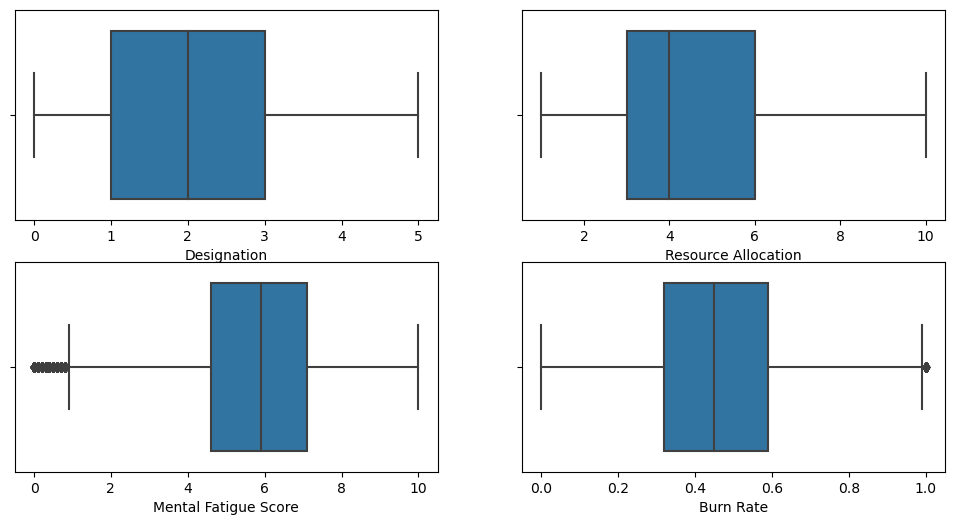 0 1 2 3 4 5
Designation
2 4 6 8 10
Resource Allocation
0 2 4 6 8 10
Mental Fatigue Score
0.0 0.2 0.4 0.6 0.8 1.0
Burn Rate